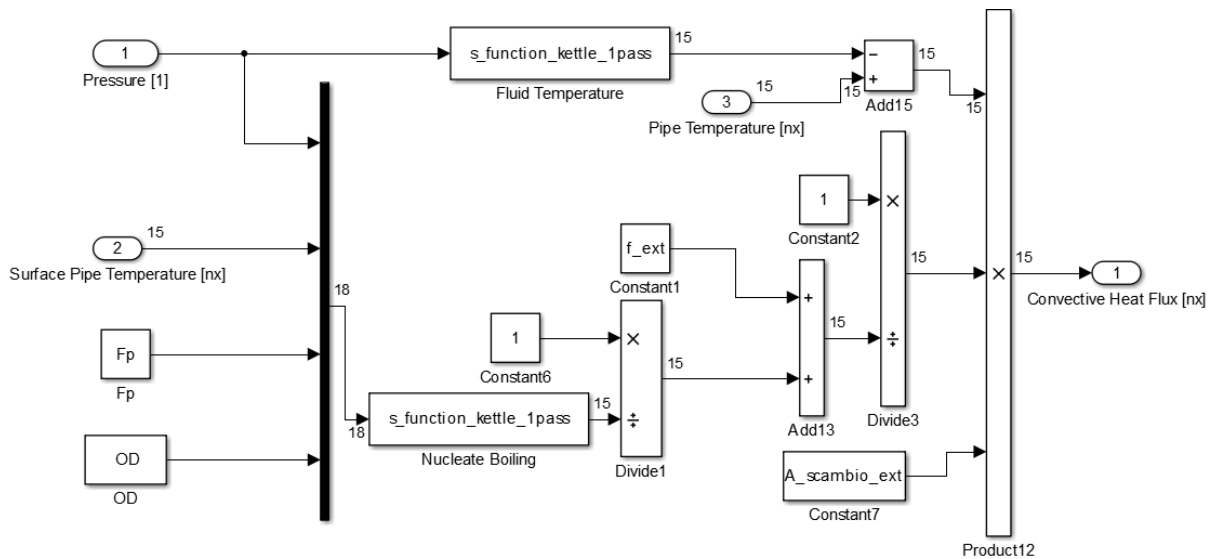 1
Pressure [1]
s_function_kettle_1pass
Fluid Temperature
15
−
+
15
Add15
15
3
15
15
Pipe Temperature [nx]
2
15
Surface Pipe Temperature [nx]
18
Fp
Fp
OD
OD
18
s_function_kettle_1pass
Nucleate Boiling
15
1
Constant6
×
÷
Divide1
15
f_ext
Constant1
+
+
Add13
15
1
Constant2
×
÷
Divide3
15
A_scambio_ext
Constant7
×
Product12
15
1
Convective Heat Flux [nx]